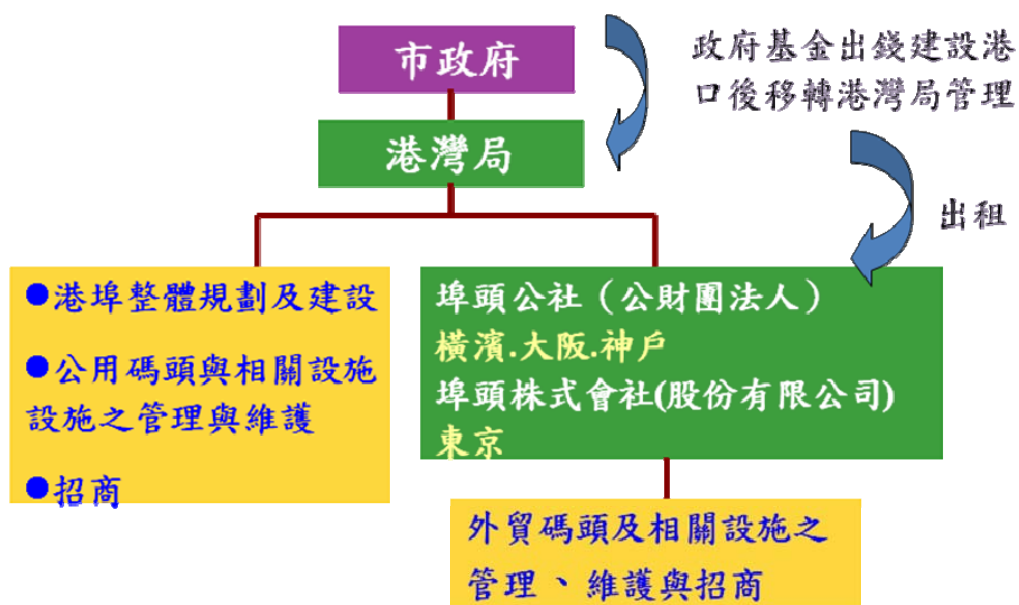 市政府
政府基金出錢建設港
口後移轉港灣局管理
港灣局
出租
●港埠整體規劃及建設
●公用碼頭與相關設施
設施之管理與維護
●招商
埠頭公社（公財團法人）
橫濱.大阪.神戶
埠頭株式會社(股份有限公司)
東京
外貿碼頭及相關設施之
管理、維護與招商